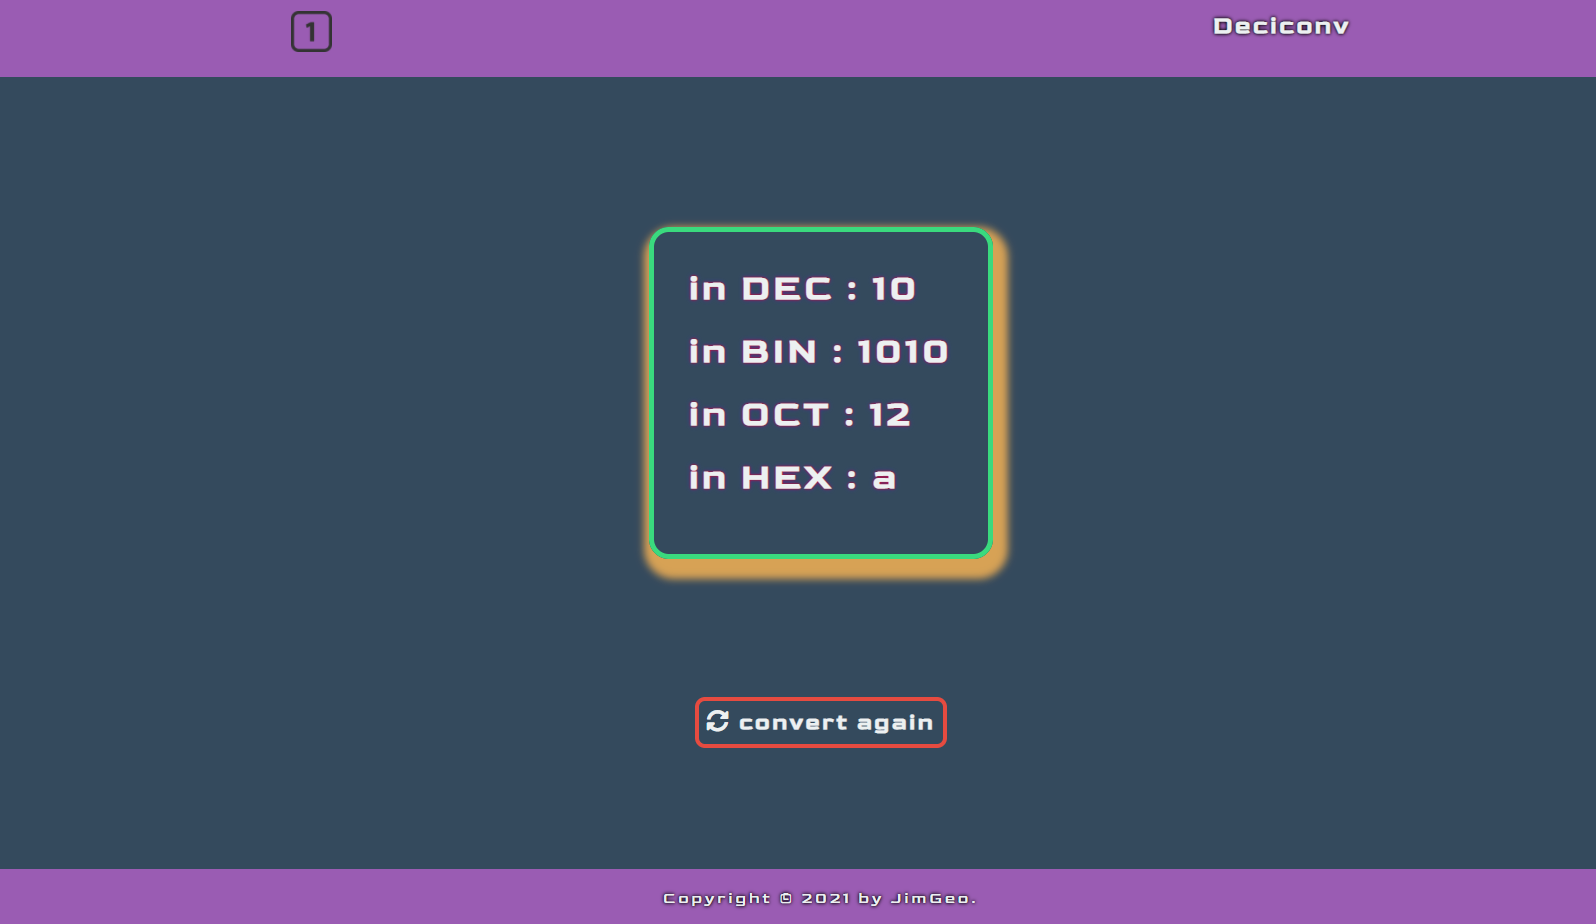 1
Deciconv
in DEC : 10
in BIN : 1010
in OCT : 12
in HEX : a
convert again
Copyright © 2021 by JimGeo.